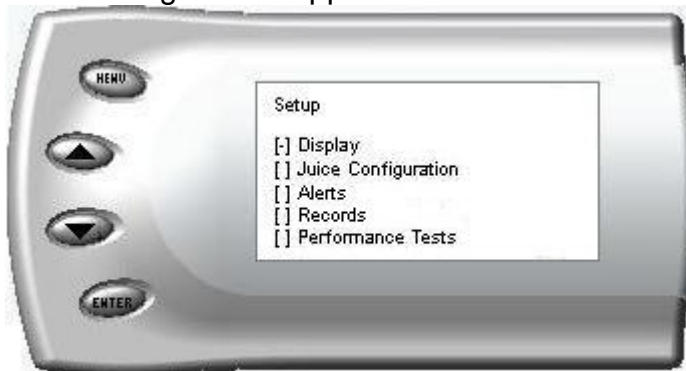 MENU
Setup
[-] Display
[ ] Juice Configuration
[ ] Alerts
[ ] Records
[ ] Performance Tests
ENTER